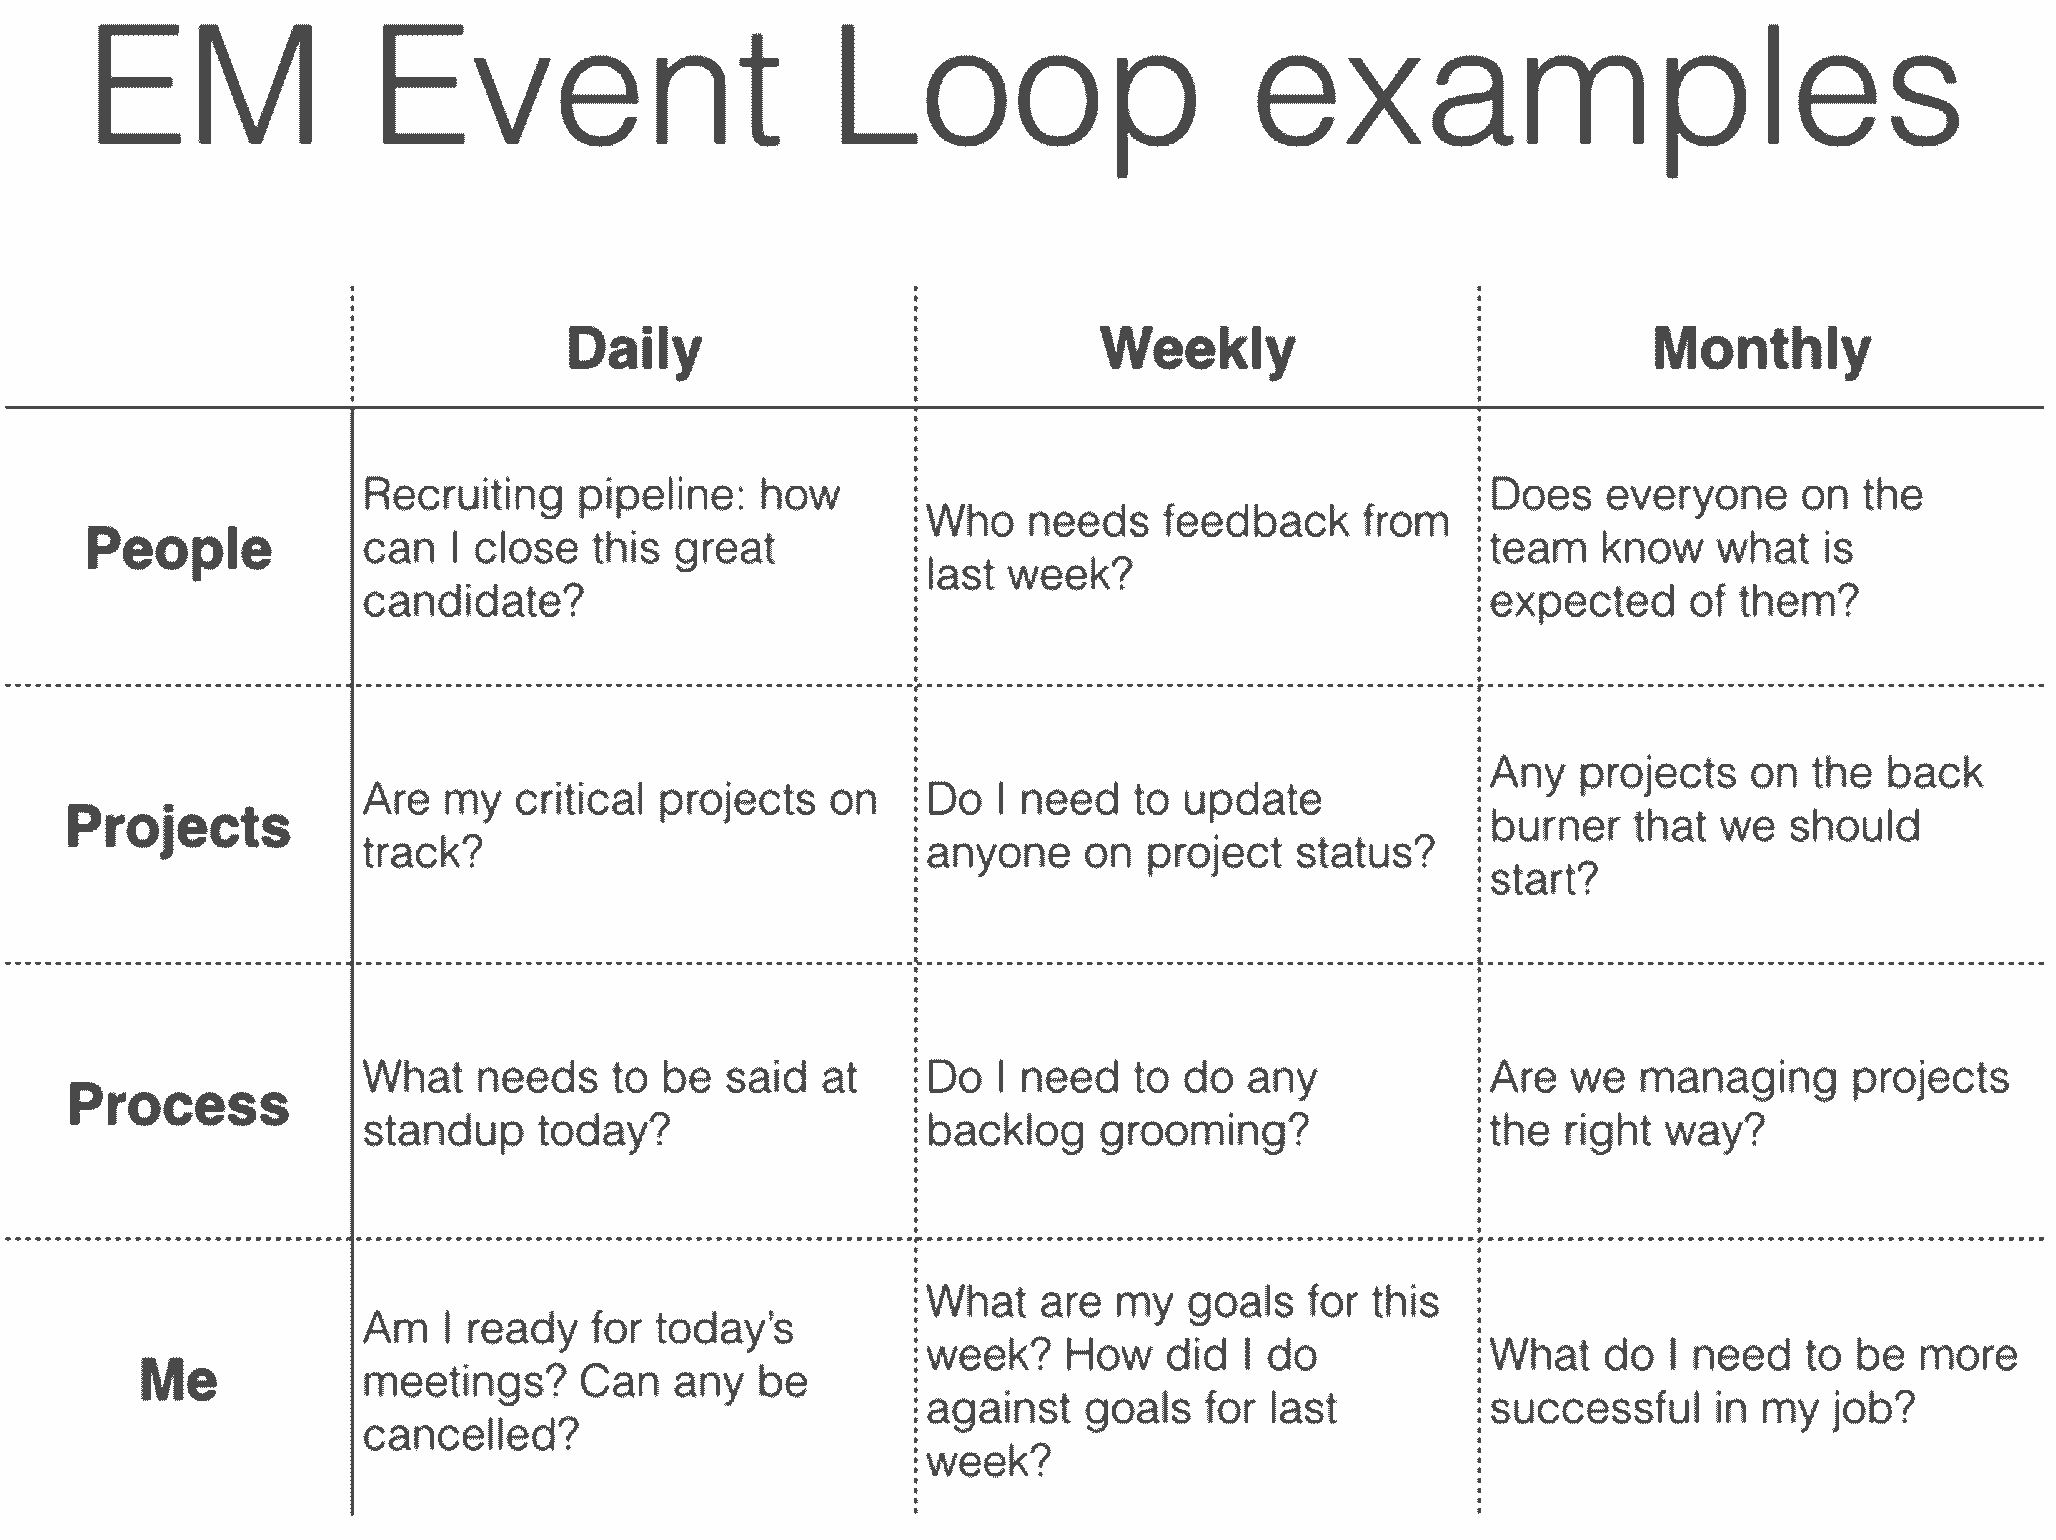 EM Event Loop examples
Daily
Weekly
Monthly
People
Recruiting pipeline: how
can I close this great
candidate?
Who needs feedback from
last week?
Does everyone on the
team know what is
expected of them?
Projects
Are my critical projects on
track?
Do I need to update
anyone on project status?
Any projects on the back
burner that we should
start?
Process
What needs to be said at
standup today?
Do I need to do any
backlog grooming?
Are we managing projects
the right way?
Me
Am I ready for today's
meetings? Can any be
cancelled?
What are my goals for this
week? How did I do
against goals for last
week?
What do I need to be more
successful in my job?